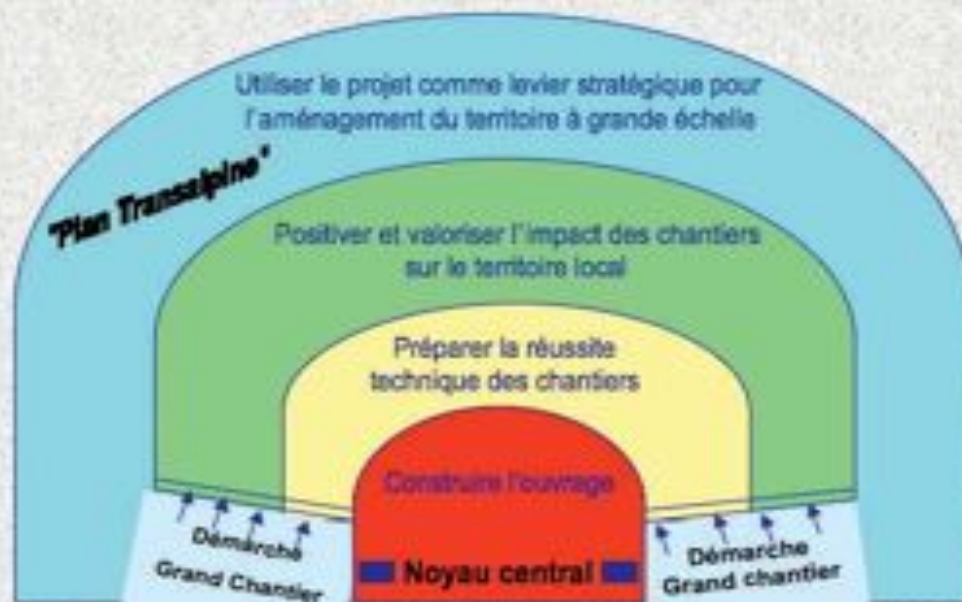 Utiliser le projet comme levier stratégique pour
l'aménagement du territoire à grande échelle
"Plan Transalpine"
Positiver et valoriser l'impact des chantiers
sur le territoire local
Préparer la réussite
technique des chantiers
Construire l'ouvrage
Démarche
Grand Chantier
Noyau central
Démarche
Grand chantier